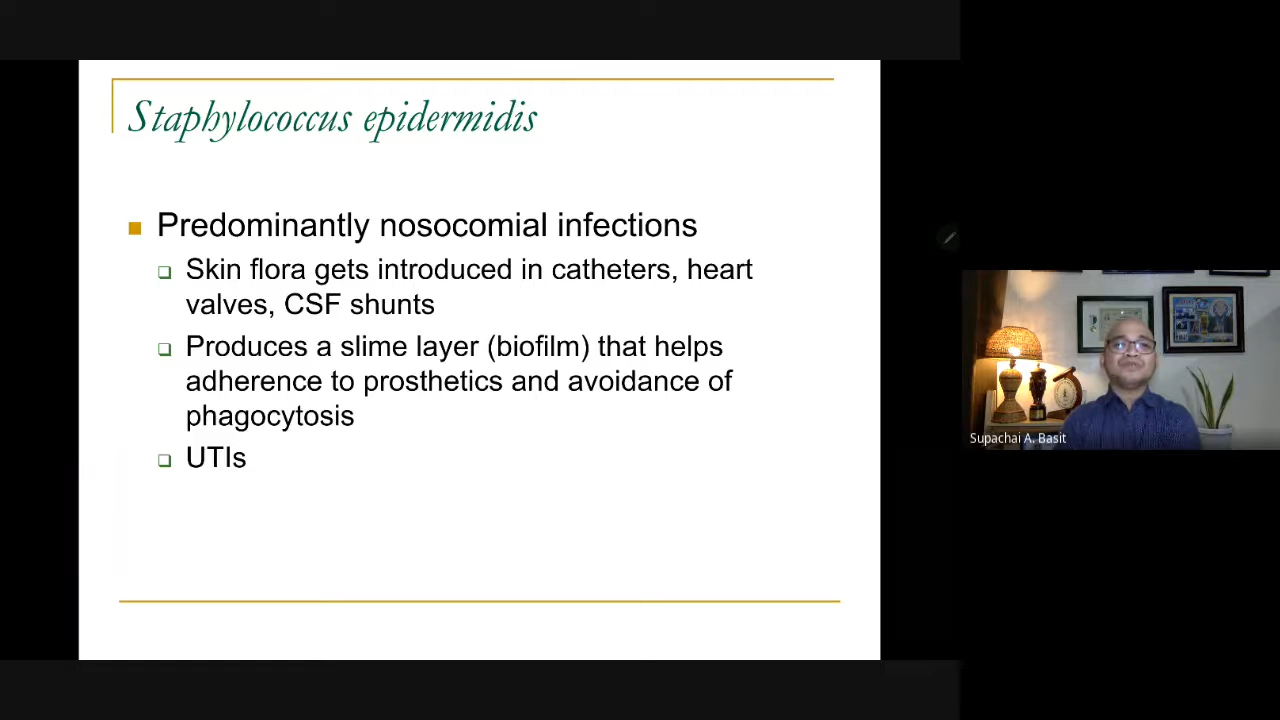 Staphylococcus epidermidis
Predominantly nosocomial infections
Skin flora gets introduced in catheters, heart
valves, CSF shunts
Produces a slime layer (biofilm) that helps
adherence to prosthetics and avoidance of
phagocytosis
UTIs
Supachai A. Basit